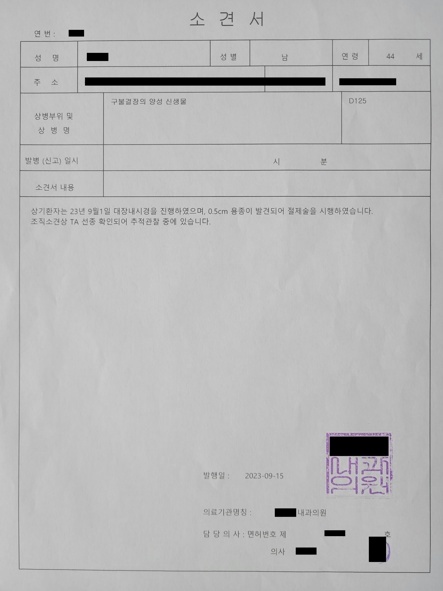 소 견 서
연 번 :
성 명 성 별 남 연 령 44 세
주 소
상병부위 및
상 병 명
구불결장의 양성 신생물 D125
발병 (신고) 일시 시 분
소견서 내용
상기환자는 23년 9월1일 대장내시경을 진행하였으며, 0.5cm 용종이 발견되어 절제술을 시행하였습니다.
조직소견상 TA 선종 확인되어 추적관찰 중에 있습니다.
내과
의원
발행일 : 2023-09-15
의료기관명칭 : 내과의원
담 당 의 사 : 면허번호 제 호
의사